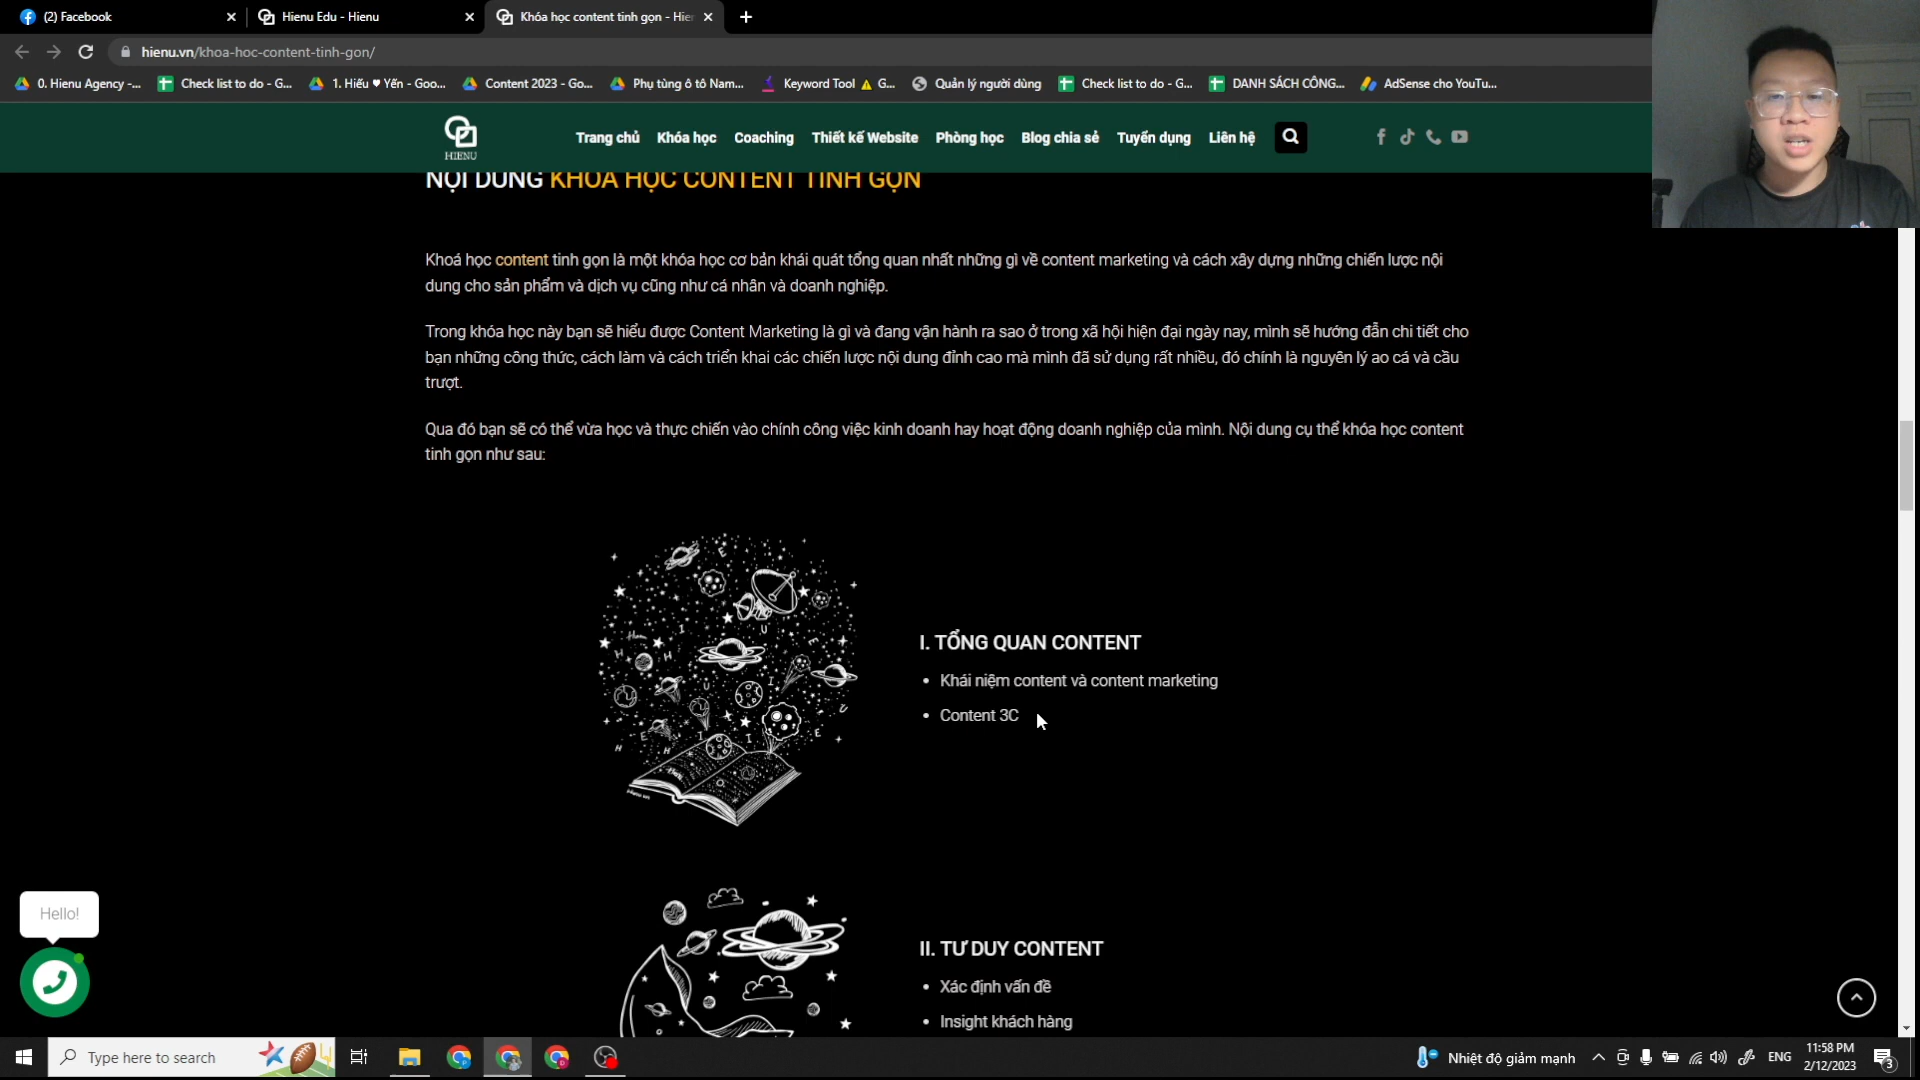 (2) Facebook
Hienu Edu - Hienu
Khóa học content tinh gọn - Hier
hienu.vn/khoa-hoc-content-tinh-gon/
0. Hienu Agency -...
Check list to do - G...
1. Hiếu ♥ Yến - Goo...
Content 2023 - Go...
Phụ tùng ô tô Nam...
Keyword Tool ⚠ G...
Quản lý người dùng
Check list to do - G...
DANH SÁCH CÔNG...
AdSense cho YouTu...
HIENU
Trang chủ
Khóa học
Coaching
Thiết kế Website
Phòng học
Blog chia sẻ
Tuyển dụng
Liên hệ
NỘI DUNG KHÓA HỌC CONTENT TINH GỌN
Khoá học content tinh gọn là một khóa học cơ bản khái quát tổng quan nhất những gì về content marketing và cách xây dựng những chiến lược nội
dung cho sản phẩm và dịch vụ cũng như cá nhân và doanh nghiệp.
Trong khóa học này bạn sẽ hiểu được Content Marketing là gì và đang vận hành ra sao ở trong xã hội hiện đại ngày nay, mình sẽ hướng dẫn chi tiết cho
bạn những công thức, cách làm và cách triển khai các chiến lược nội dung đỉnh cao mà mình đã sử dụng rất nhiều, đó chính là nguyên lý ao cá và cầu
trượt.
Qua đó bạn sẽ có thể vừa học và thực chiến vào chính công việc kinh doanh hay hoạt động doanh nghiệp của mình. Nội dung cụ thể khóa học content
tinh gọn như sau:
I. TỔNG QUAN CONTENT
• Khái niệm content và content marketing
• Content 3C
II. TƯ DUY CONTENT
• Xác định vấn đề
• Insight khách hàng
Hello!
Type here to search
Nhiệt độ giảm mạnh
ENG
11:58 PM
2/12/2023
3